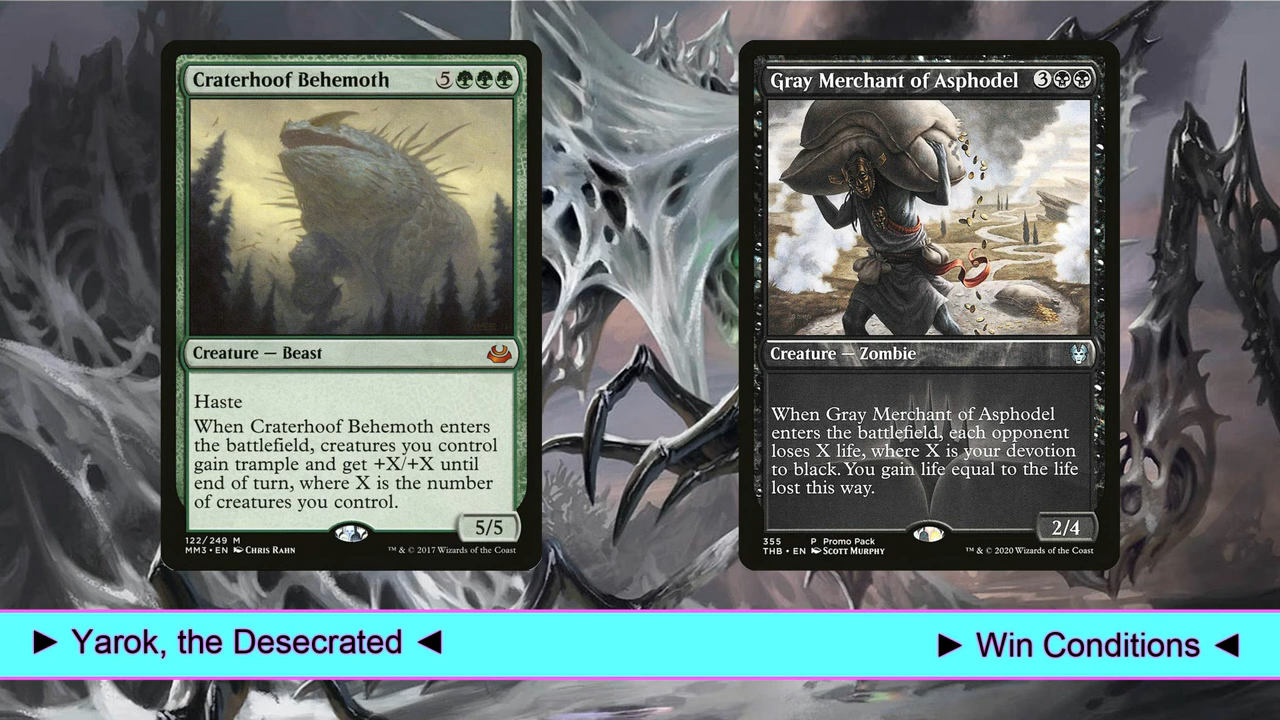 Craterhoof Behemoth 5
Creature — Beast
Haste
When Craterhoof Behemoth enters
the battlefield, creatures you control
gain trample and get +X/+X until
end of turn, where X is the number
of creatures you control.
5/5
122/249 M
MM3 • EN Chris Rahn
™ & © 2017 Wizards of the Coast
Gray Merchant of Asphodel 3
Creature — Zombie
When Gray Merchant of Asphodel
enters the battlefield, each opponent
loses X life, where X is your devotion
to black. You gain life equal to the life
lost this way.
2/4
355 P Promo Pack
THB • EN Scott Murphy
™ & © 2020 Wizards of the Coast
► Yarok, the Desecrated ◄
► Win Conditions ◄